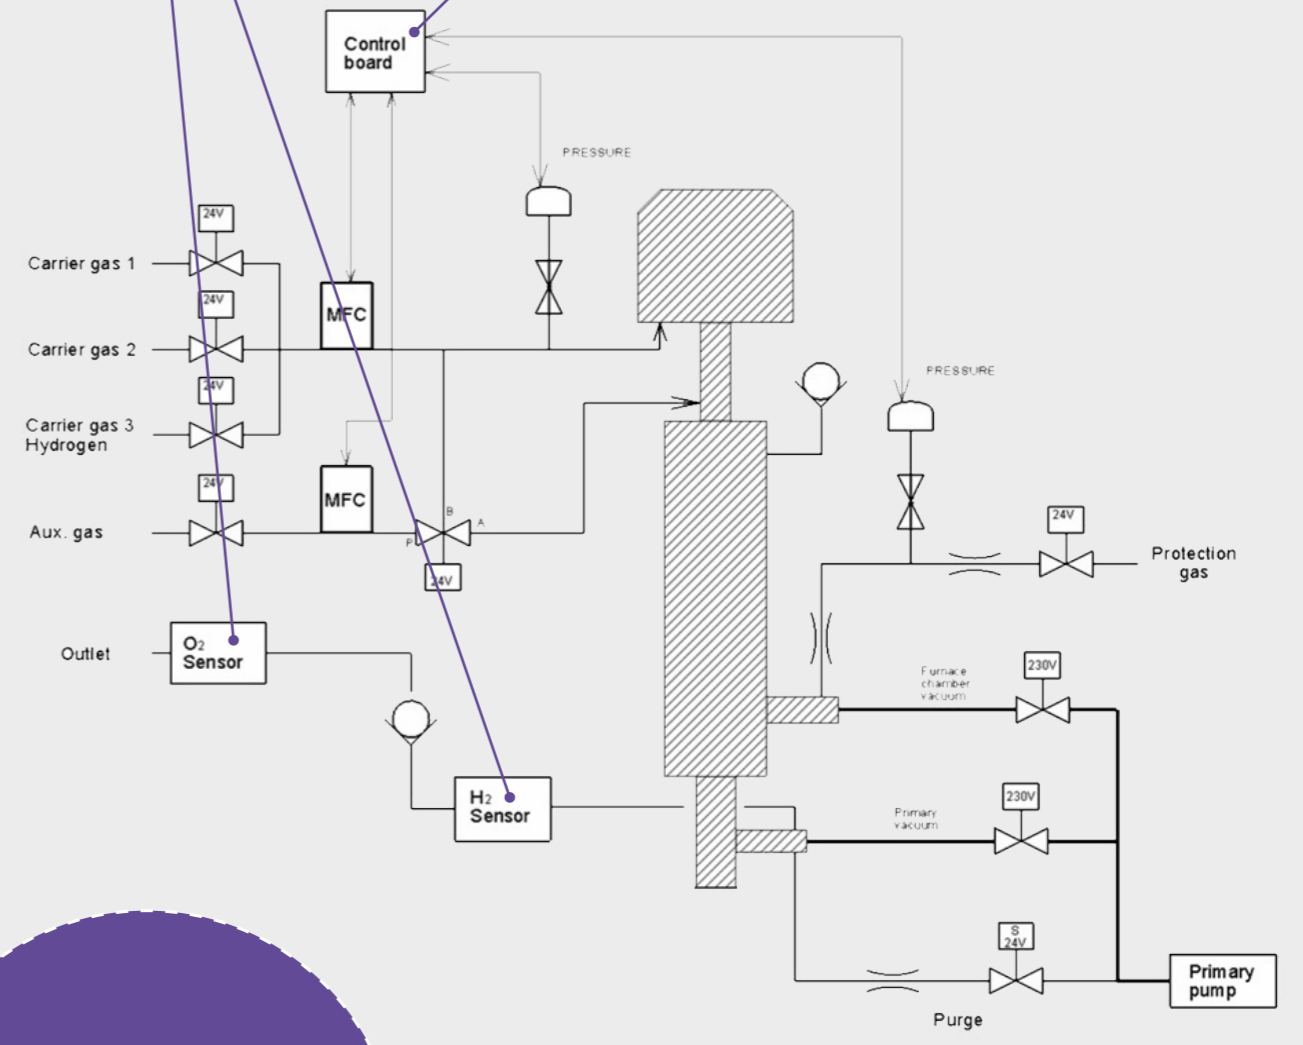 Control
board
PRESSURE
24V
Carrier gas 1
24V
MFC
Carrier gas 2
PRESSURE
24V
Carrier gas 3
Hydrogen
24V
MFC
B
A
P
24V
Aux. gas
24V
Protection
gas
Outlet
O2
Sensor
Furnace
chamber
vacuum
230V
H2
Sensor
Primary
vacuum
230V
S
24V
Primary
pump
Purge